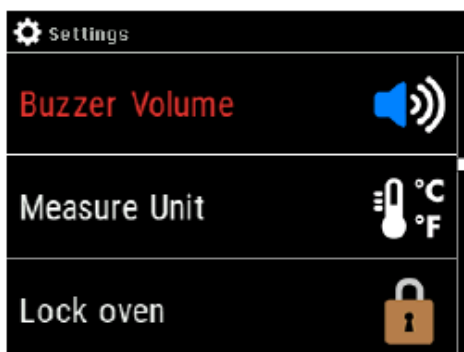 Settings
Buzzer Volume
Measure Unit
°C
°F
Lock oven